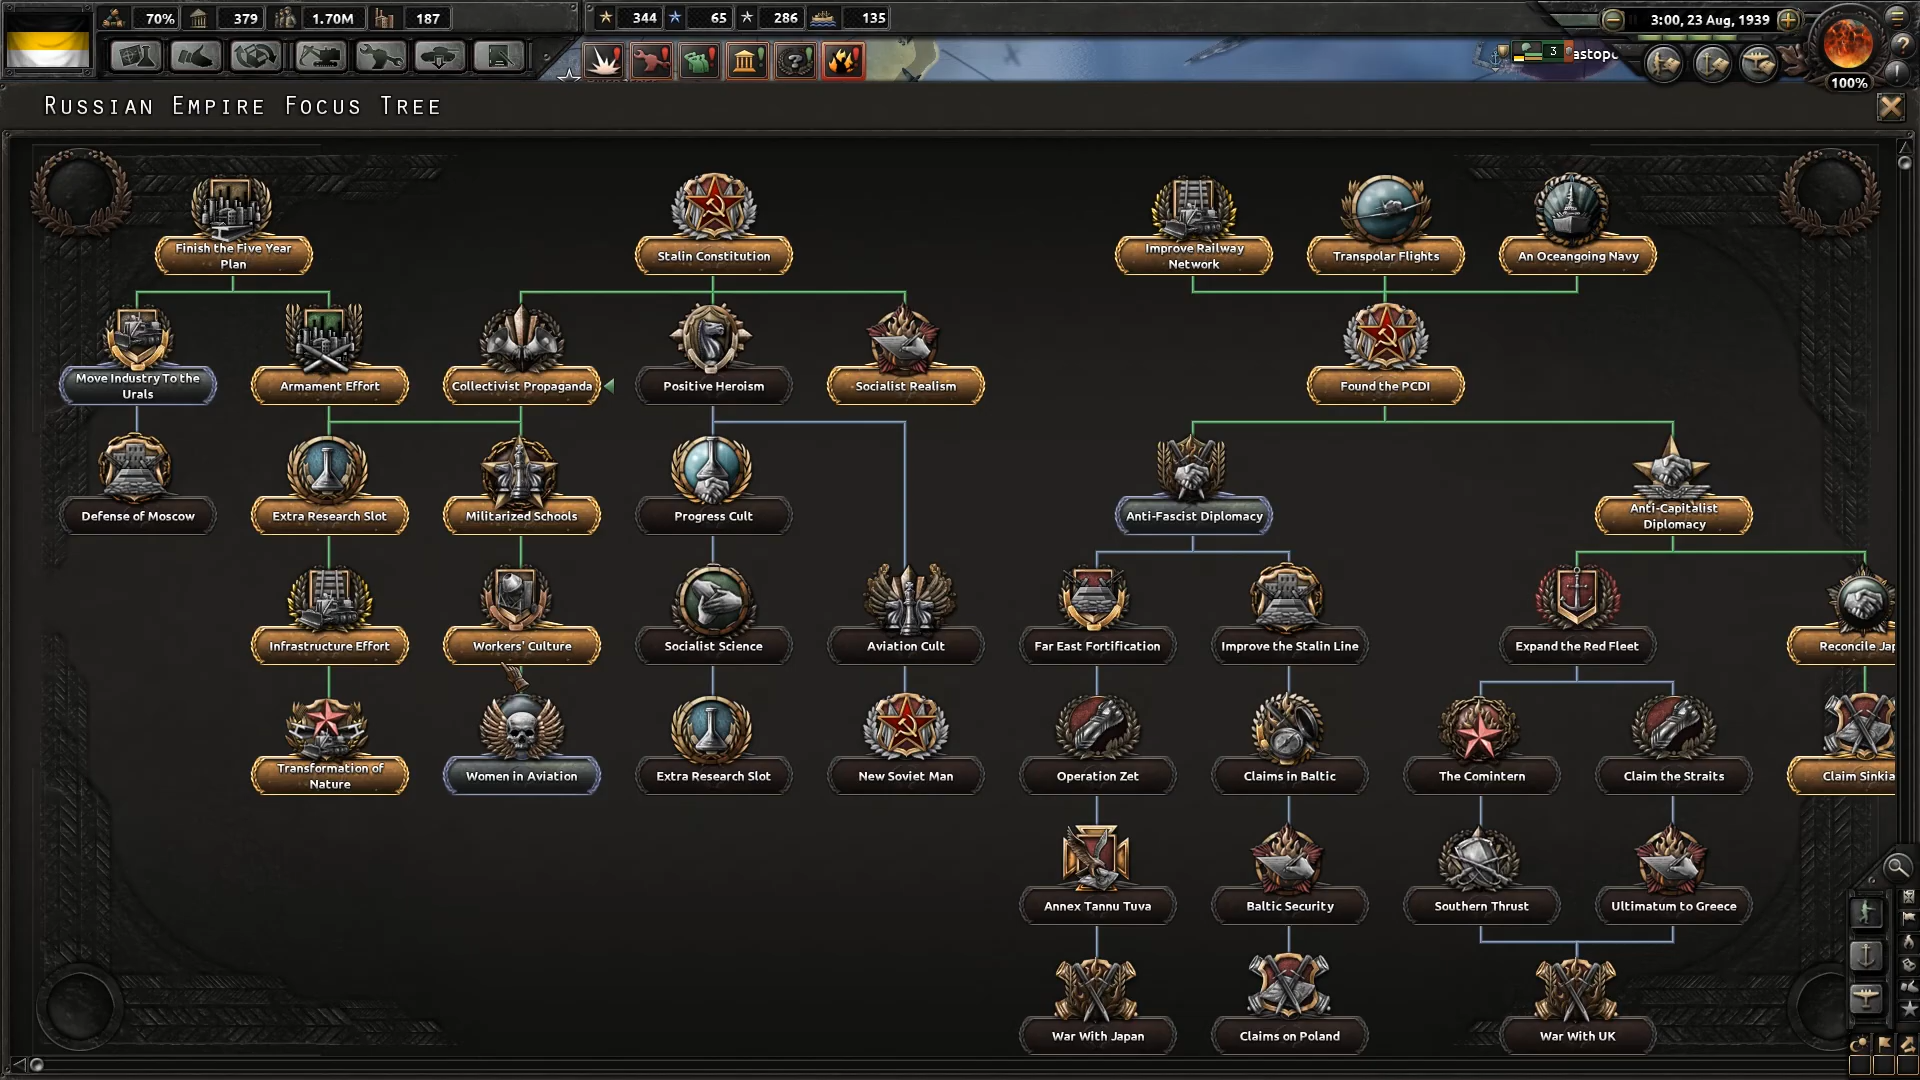 70%
379
1.70M
187
344
65
286
135
3
astopo
3:00, 23 Aug, 1939
100%
Russian Empire Focus Tree
Finish the Five Year
Plan
Stalin Constitution
Improve Railway
Network
Transpolar Flights
An Oceangoing Navy
Move Industry To the
Urals
Armament Effort
Collectivist Propaganda
Positive Heroism
Socialist Realism
Found the PCDI
Defense of Moscow
Extra Research Slot
Militarized Schools
Progress Cult
Anti-Fascist Diplomacy
Anti-Capitalist
Diplomacy
Infrastructure Effort
Workers' Culture
Socialist Science
Aviation Cult
Far East Fortification
Improve the Stalin Line
Expand the Red Fleet
Reconcile Jap
Transformation of
Nature
Women in Aviation
Extra Research Slot
New Soviet Man
Operation Zet
Claims in Baltic
The Comintern
Claim the Straits
Claim Sinkia
Annex Tannu Tuva
Baltic Security
Southern Thrust
Ultimatum to Greece
War With Japan
Claims on Poland
War With UK